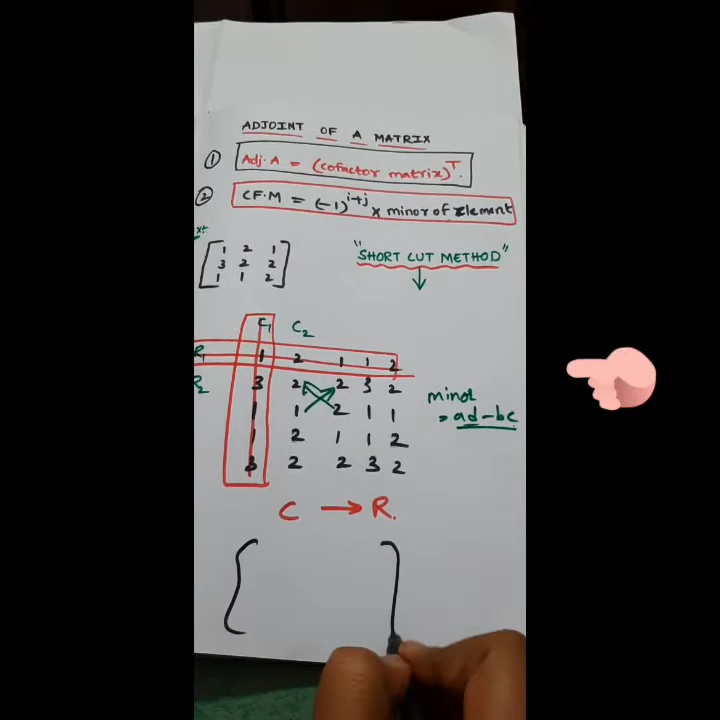 ADJOINT OF A MATRIX
① Adj. A = (cofactor matrix)ᵀ.
② CF.M = (-1)ⁱ⁺ʲ x minor of element
"SHORT CUT METHOD"
1 2 1
3 2 2
1 1 2
C₁ C₂
R₁ 1 2 1 1 2
R₂ 3 2 2 3 2
1 1 2 1 1
1 2 1 1 2
3 2 2 3 2
minor
= ad-bc
C → R.